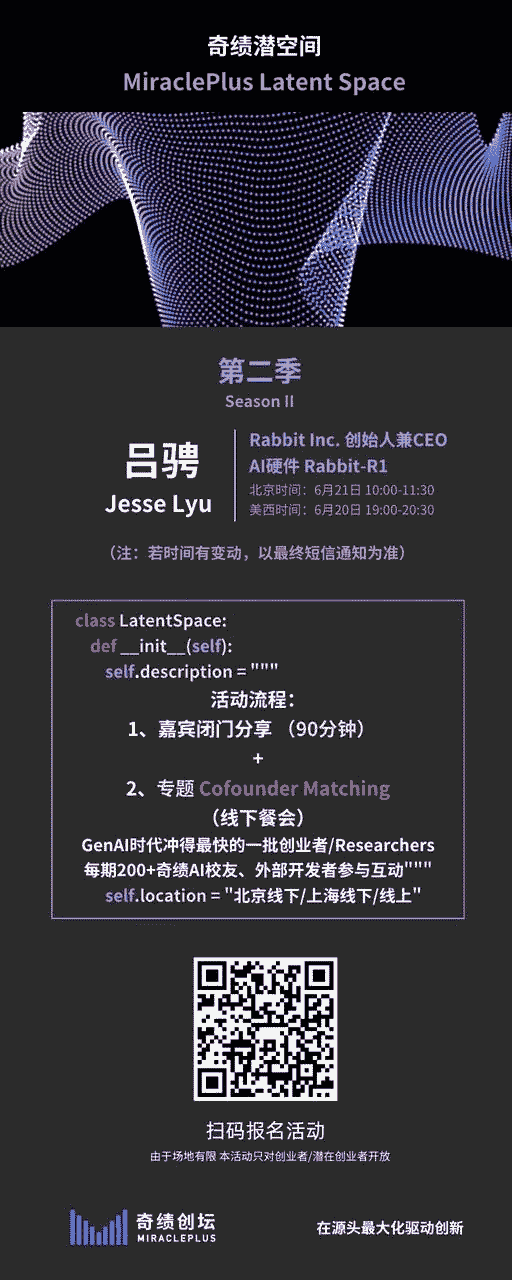 奇绩潜空间
MiraclePlus Latent Space
第二季
Season II
吕骋
Jesse Lyu
Rabbit Inc. 创始人兼CEO
AI硬件 Rabbit-R1
北京时间：6月21日 10:00-11:30
美西时间：6月20日 19:00-20:30
（注：若时间有变动，以最终短信通知为准）
class LatentSpace:
def __init__(self):
self.description = """
活动流程：
1、嘉宾闭门分享 （90分钟）
+
2、专题 Cofounder Matching
（线下餐会）
GenAI时代冲得最快的一批创业者/Researchers
每期200+奇绩AI校友、外部开发者参与互动"""
self.location = "北京线下/上海线下/线上"
扫码报名活动
由于场地有限 本活动只对创业者/潜在创业者开放
奇绩创坛
MIRACLEPLUS
在源头最大化驱动创新